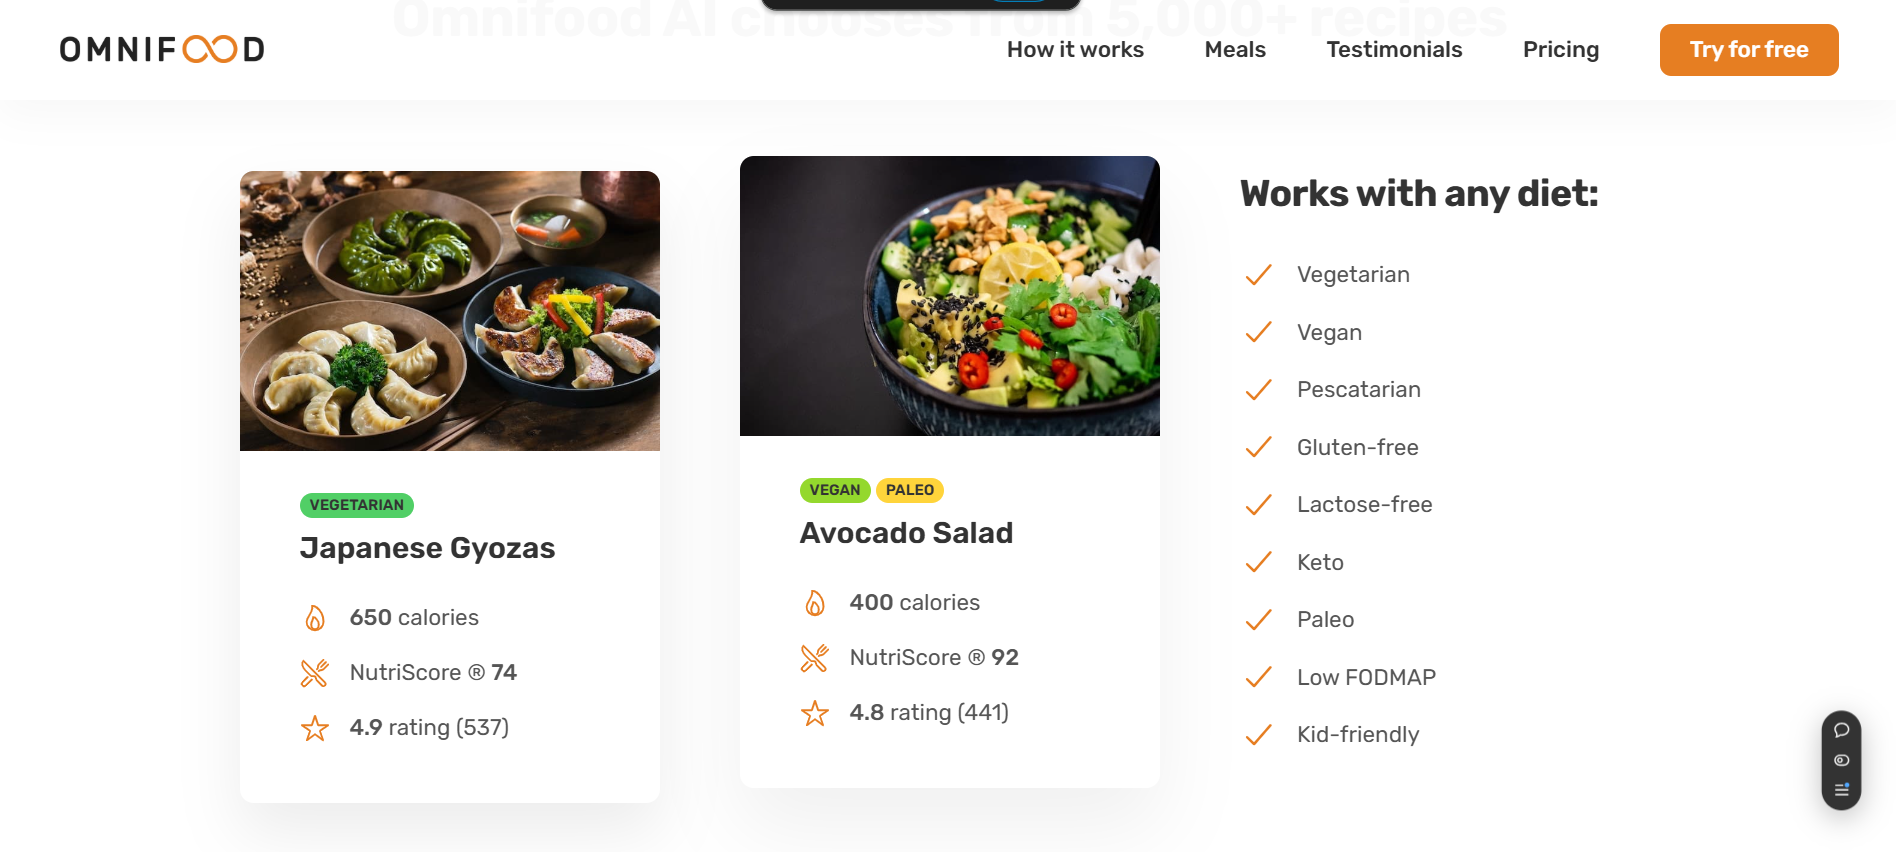 Omnifood AI chooses from 5,000+ recipes
OMNIFOOD
How it works
Meals
Testimonials
Pricing
Try for free
VEGETARIAN
Japanese Gyozas
650 calories
NutriScore ® 74
4.9 rating (537)
VEGAN PALEO
Avocado Salad
400 calories
NutriScore ® 92
4.8 rating (441)
Works with any diet:
Vegetarian
Vegan
Pescatarian
Gluten-free
Lactose-free
Keto
Paleo
Low FODMAP
Kid-friendly